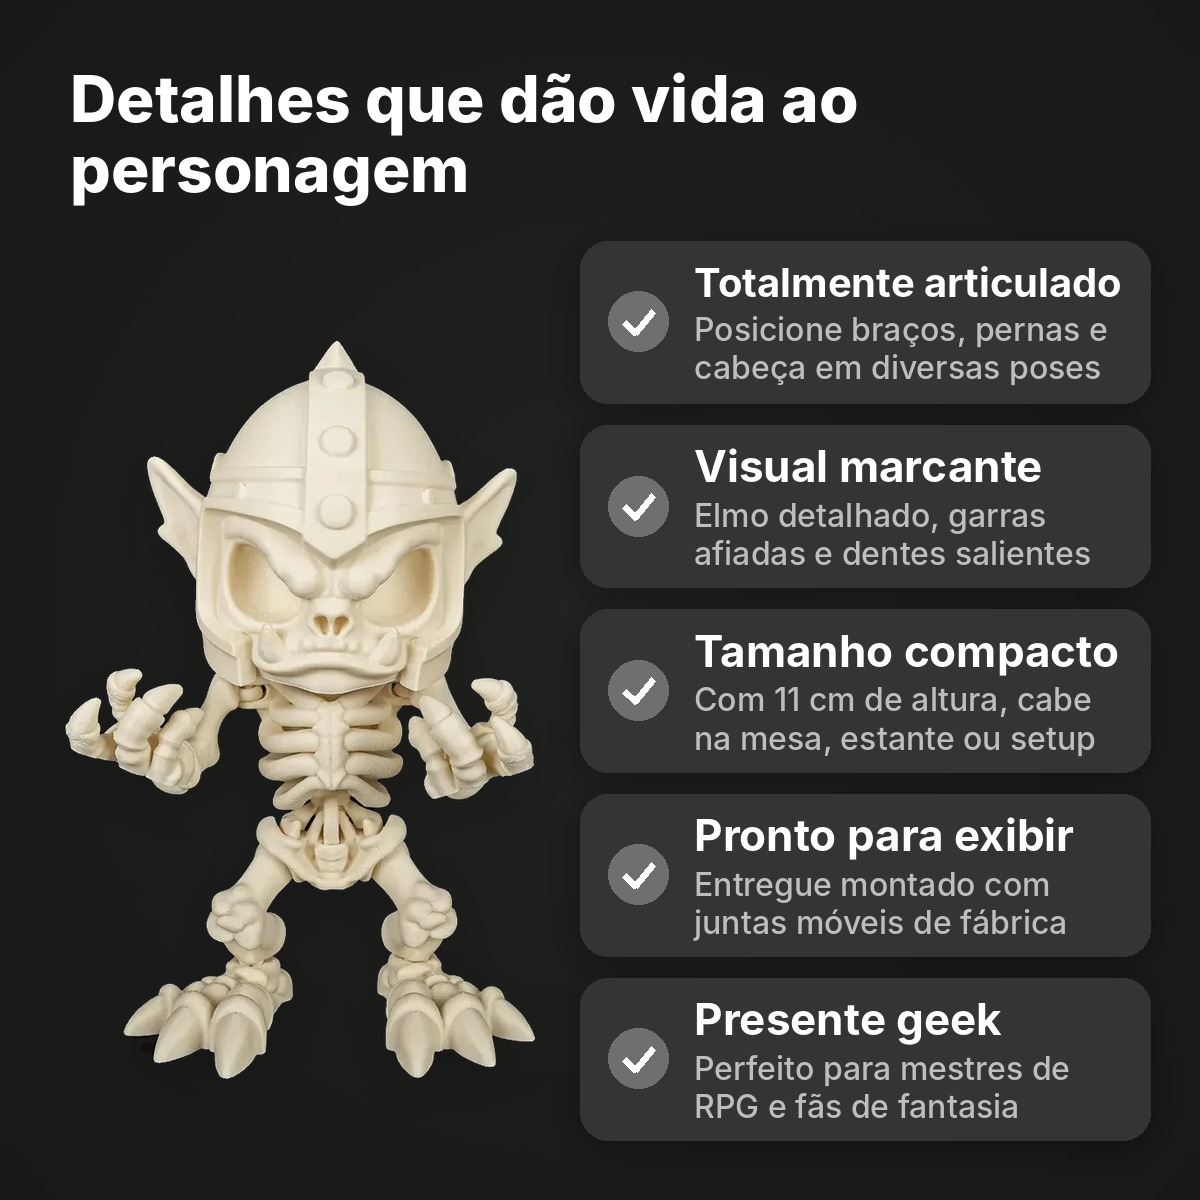 Detalhes que dão vida ao
personagem
Totalmente articulado
Posicione braços, pernas e
cabeça em diversas poses
Visual marcante
Elmo detalhado, garras
afiadas e dentes salientes
Tamanho compacto
Com 11 cm de altura, cabe
na mesa, estante ou setup
Pronto para exibir
Entregue montado com
juntas móveis de fábrica
Presente geek
Perfeito para mestres de
RPG e fãs de fantasia